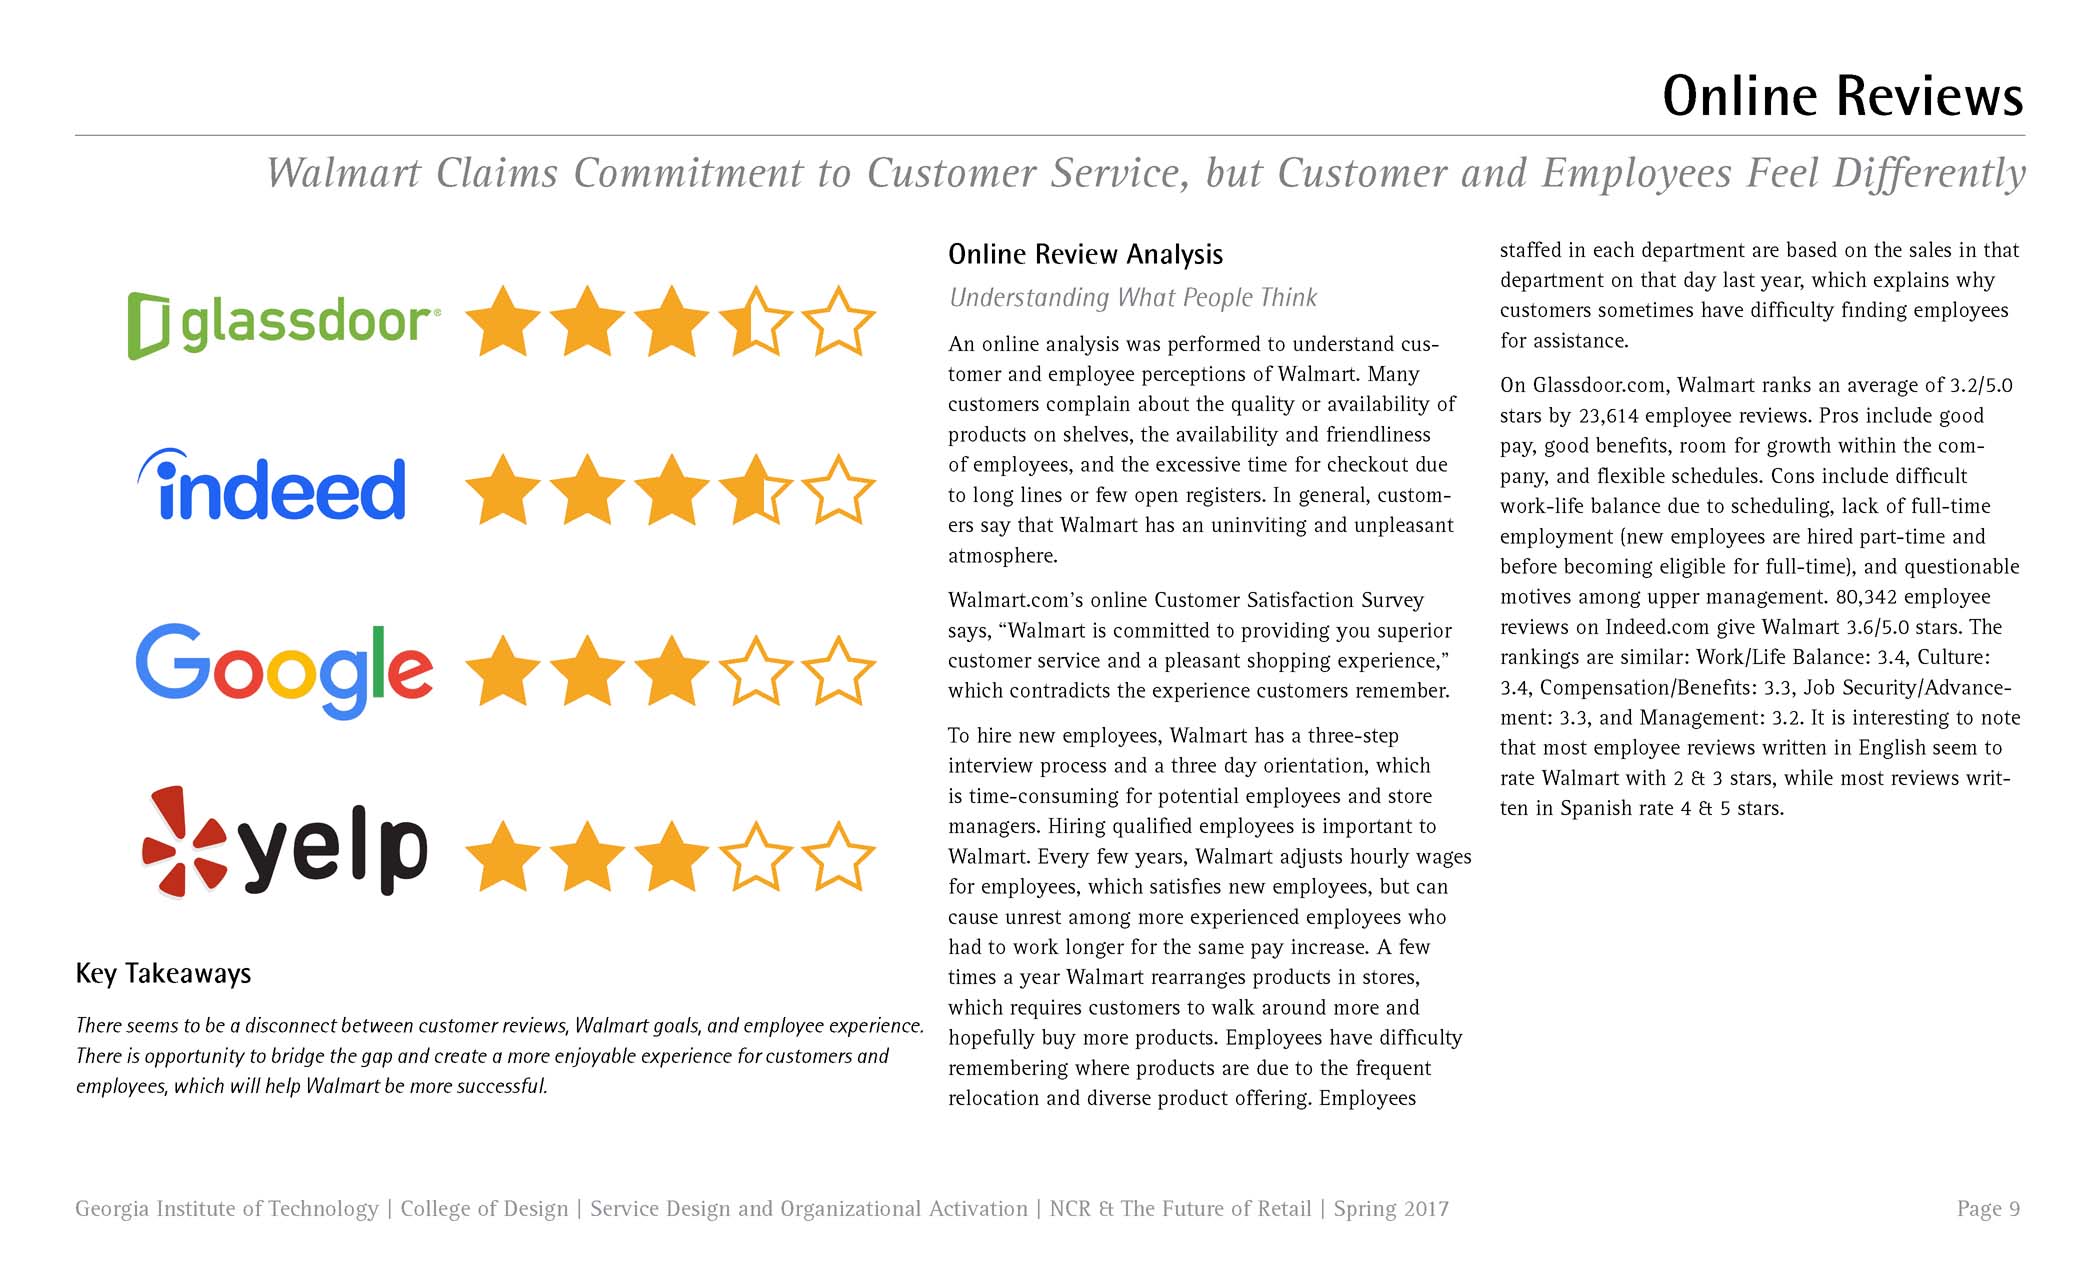 Online Reviews
Walmart Claims Commitment to Customer Service, but Customer and Employees Feel Differently
glassdoor®
indeed
Google
yelp
Key Takeaways
There seems to be a disconnect between customer reviews, Walmart goals, and employee experience.
There is opportunity to bridge the gap and create a more enjoyable experience for customers and
employees, which will help Walmart be more successful.
Online Review Analysis
Understanding What People Think
An online analysis was performed to understand cus-
tomer and employee perceptions of Walmart. Many
customers complain about the quality or availability of
products on shelves, the availability and friendliness
of employees, and the excessive time for checkout due
to long lines or few open registers. In general, custom-
ers say that Walmart has an uninviting and unpleasant
atmosphere.
Walmart.com's online Customer Satisfaction Survey
says, “Walmart is committed to providing you superior
customer service and a pleasant shopping experience,”
which contradicts the experience customers remember.
To hire new employees, Walmart has a three-step
interview process and a three day orientation, which
is time-consuming for potential employees and store
managers. Hiring qualified employees is important to
Walmart. Every few years, Walmart adjusts hourly wages
for employees, which satisfies new employees, but can
cause unrest among more experienced employees who
had to work longer for the same pay increase. A few
times a year Walmart rearranges products in stores,
which requires customers to walk around more and
hopefully buy more products. Employees have difficulty
remembering where products are due to the frequent
relocation and diverse product offering. Employees
staffed in each department are based on the sales in that
department on that day last year, which explains why
customers sometimes have difficulty finding employees
for assistance.
On Glassdoor.com, Walmart ranks an average of 3.2/5.0
stars by 23,614 employee reviews. Pros include good
pay, good benefits, room for growth within the com-
pany, and flexible schedules. Cons include difficult
work-life balance due to scheduling, lack of full-time
employment (new employees are hired part-time and
before becoming eligible for full-time), and questionable
motives among upper management. 80,342 employee
reviews on Indeed.com give Walmart 3.6/5.0 stars. The
rankings are similar: Work/Life Balance: 3.4, Culture:
3.4, Compensation/Benefits: 3.3, Job Security/Advance-
ment: 3.3, and Management: 3.2. It is interesting to note
that most employee reviews written in English seem to
rate Walmart with 2 & 3 stars, while most reviews writ-
ten in Spanish rate 4 & 5 stars.
Georgia Institute of Technology | College of Design | Service Design and Organizational Activation | NCR & The Future of Retail | Spring 2017
Page 9